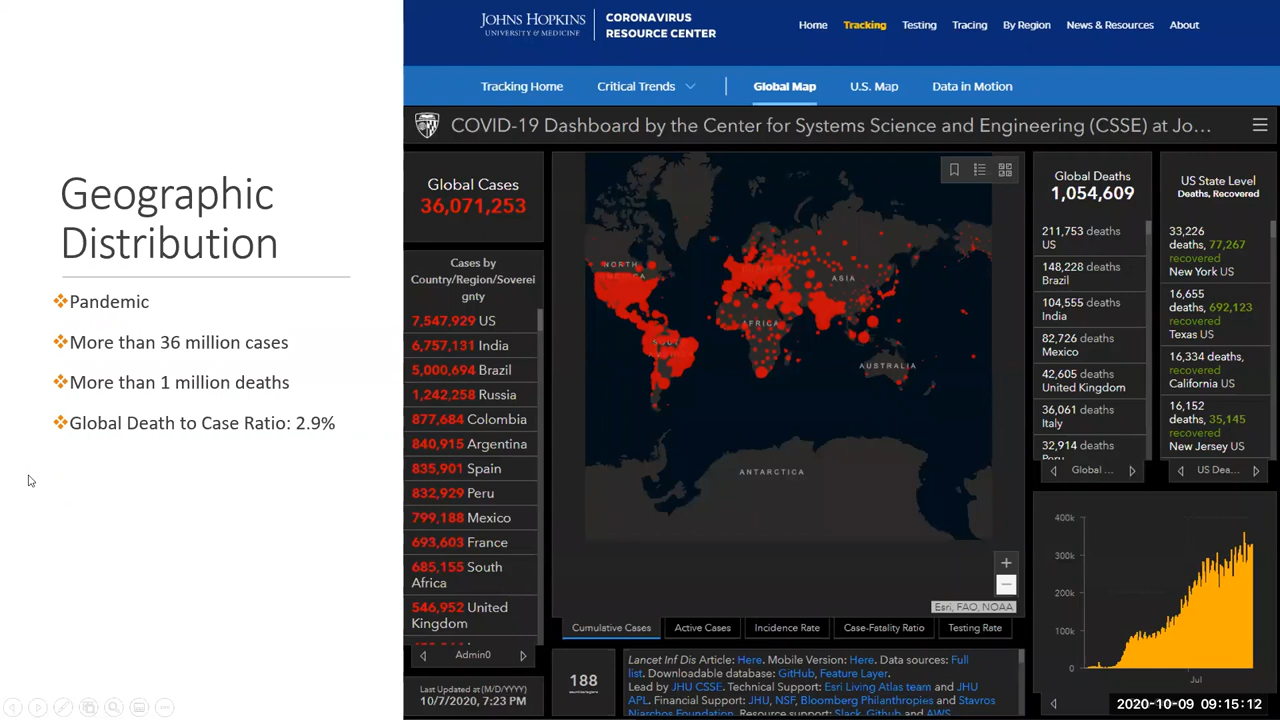 Geographic
Distribution
Pandemic
More than 36 million cases
More than 1 million deaths
Global Death to Case Ratio: 2.9%
JOHNS HOPKINS
UNIVERSITY & MEDICINE
CORONAVIRUS
RESOURCE CENTER
Home
Tracking
Testing
Tracing
By Region
News & Resources
About
Tracking Home
Critical Trends
Global Map
U.S. Map
Data in Motion
COVID-19 Dashboard by the Center for Systems Science and Engineering (CSSE) at Jo...
Global Cases
36,071,253
Cases by
Country/Region/Soverei
gnty
7,547,929 US
6,757,131 India
5,000,694 Brazil
1,242,258 Russia
877,684 Colombia
840,915 Argentina
835,901 Spain
832,929 Peru
799,188 Mexico
693,603 France
685,155 South
Africa
546,952 United
Kingdom
Admin0
Last Updated at (M/D/YYYY)
10/7/2020, 7:23 PM
NORTH
AMERICA
SOUTH
AFRICA
ASIA
AUSTRALIA
ANTARCTICA
Esri, FAO, NOAA
Cumulative Cases
Active Cases
Incidence Rate
Case-Fatality Ratio
Testing Rate
188
Lancet Inf Dis Article: Here. Mobile Version: Here. Data sources: Full
list. Downloadable database: GitHub, Feature Layer.
Lead by JHU CSSE. Technical Support: Esri Living Atlas team and JHU
APL. Financial Support: JHU, NSF, Bloomberg Philanthropies and Stavros
Niarchos Foundation. Resource support: Slack, Github and AWS
Global Deaths
1,054,609
211,753 deaths
US
148,228 deaths
Brazil
104,555 deaths
India
82,726 deaths
Mexico
42,605 deaths
United Kingdom
36,061 deaths
Italy
32,914 deaths
Peru
Global ...
US State Level
Deaths, Recovered
33,226
deaths, 77,267
recovered
New York US
16,655
deaths, 692,123
recovered
Texas US
16,334 deaths,
California US
16,152
deaths, 35,145
recovered
New Jersey US
US Dea...
400k
300k
200k
100k
0
Jul
2020-10-09 09:15:12